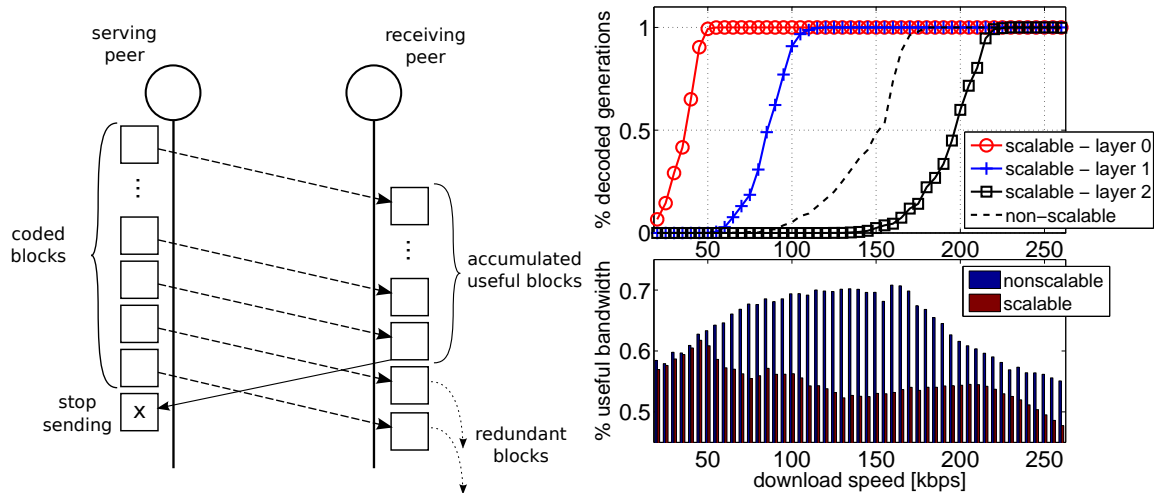 serving
peer
receiving
peer
coded
blocks
⋮
⋮
accumulated
useful blocks
stop
sending
x
redundant
blocks
% decoded generations
1
0.5
0
50
100
150
200
250
scalable − layer 0
scalable − layer 1
scalable − layer 2
non−scalable
% useful bandwidth
0.7
0.6
0.5
nonscalable
scalable
50
100
150
200
250
download speed [kbps]